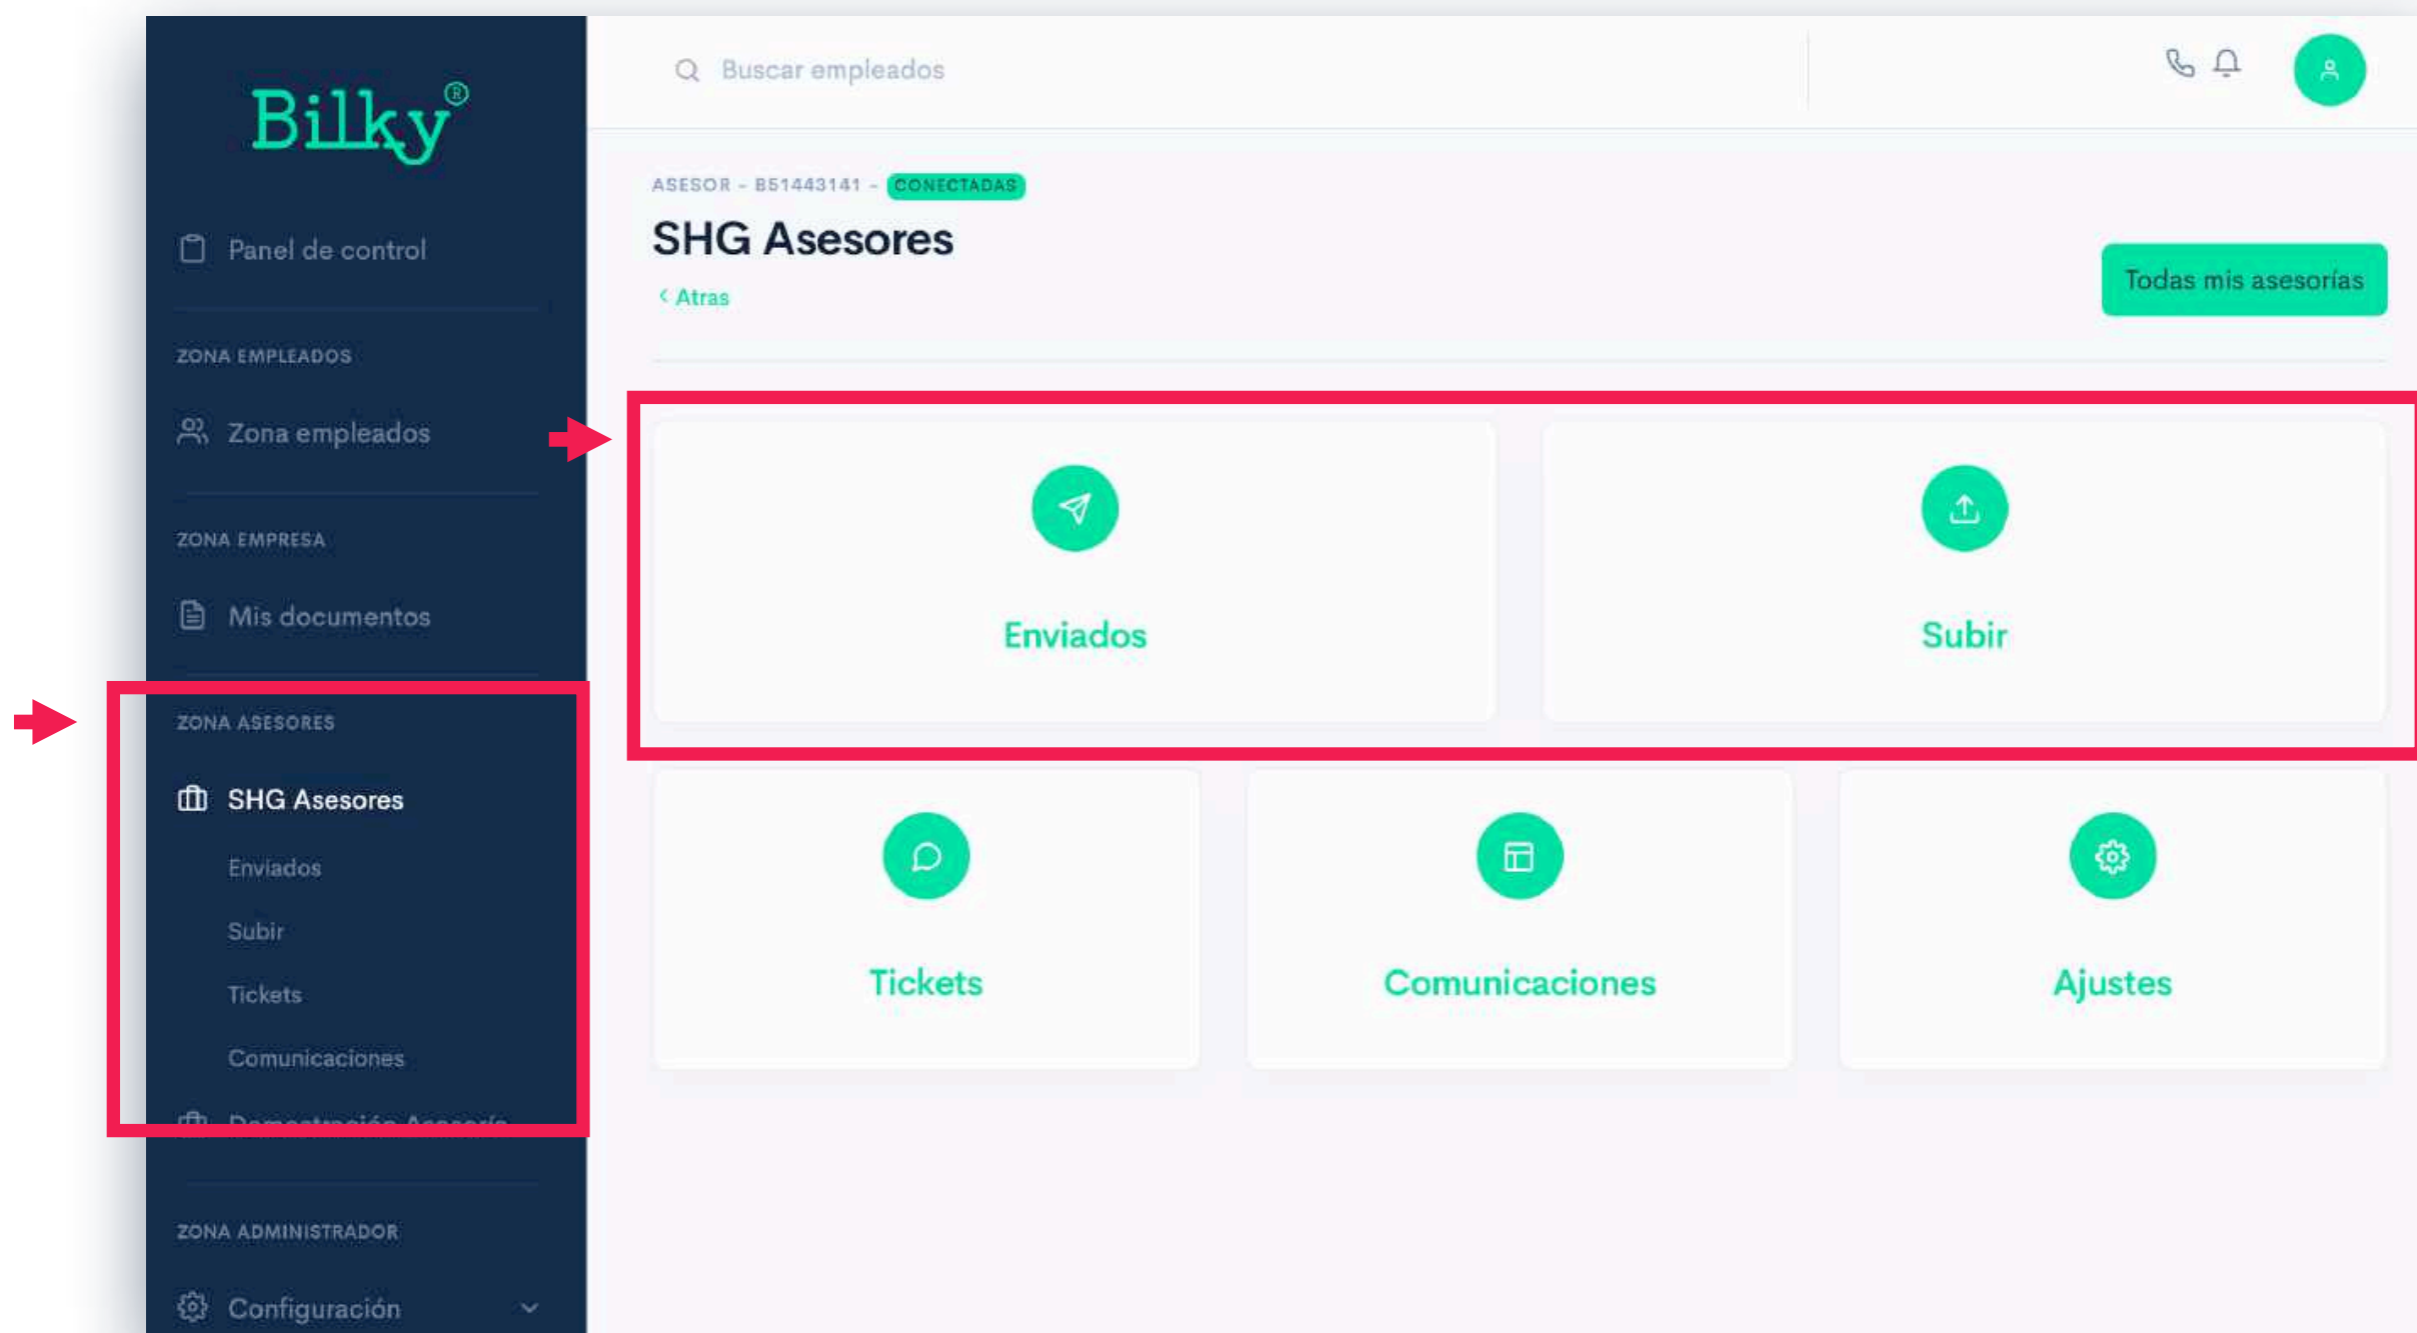 Bilky®
Panel de control
ZONA EMPLEADOS
Zona empleados
ZONA EMPRESA
Mis documentos
ZONA ASESORES
SHG Asesores
Enviados
Subir
Tickets
Comunicaciones
Demostración Asesoría
ZONA ADMINISTRADOR
Configuración
Buscar empleados
ASESOR - B51443141 - CONECTADAS
SHG Asesores
< Atras
Todas mis asesorías
Enviados
Subir
Tickets
Comunicaciones
Ajustes